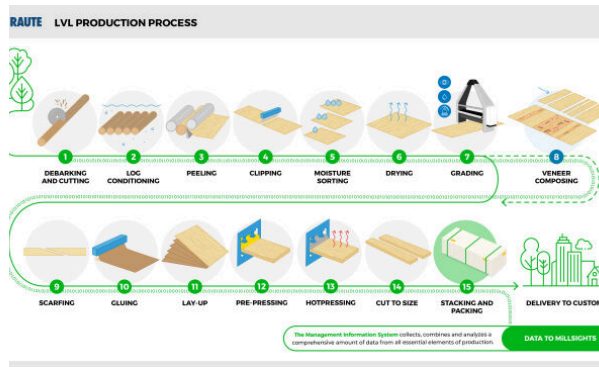 RAUTE LVL PRODUCTION PROCESS
1
2
3
4
5
6
7
8
DEBARKING
AND CUTTING
LOG
CONDITIONING
PEELING
CLIPPING
MOISTURE
SORTING
DRYING
GRADING
VENEER
COMPOSING
9
10
11
12
13
14
15
SCARFING
GLUING
LAY-UP
PRE-PRESSING
HOTPRESSING
CUT TO SIZE
STACKING AND
PACKING
DELIVERY TO CUSTOM
The Management Information System collects, combines and analyzes a
comprehensive amount of data from all essential elements of production.
DATA TO MILLSIGHTS